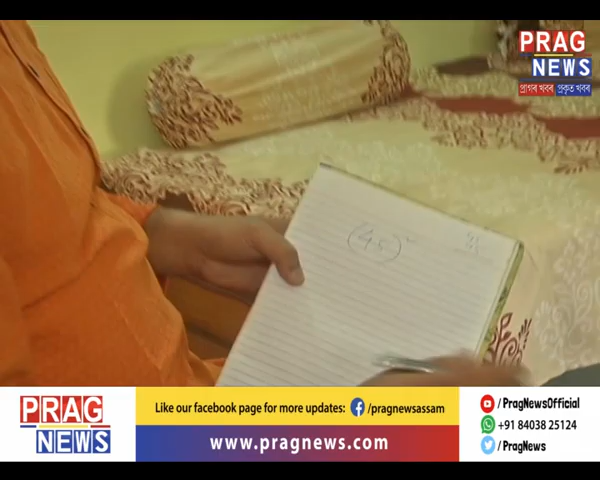 PRAG
NEWS
প্ৰাগৰ খবৰ প্ৰকৃত খবৰ
PRAG
NEWS
Like our facebook page for more updates: /pragnewsassam
www.pragnews.com
/PragNewsOfficial
+91 84038 25124
/PragNews